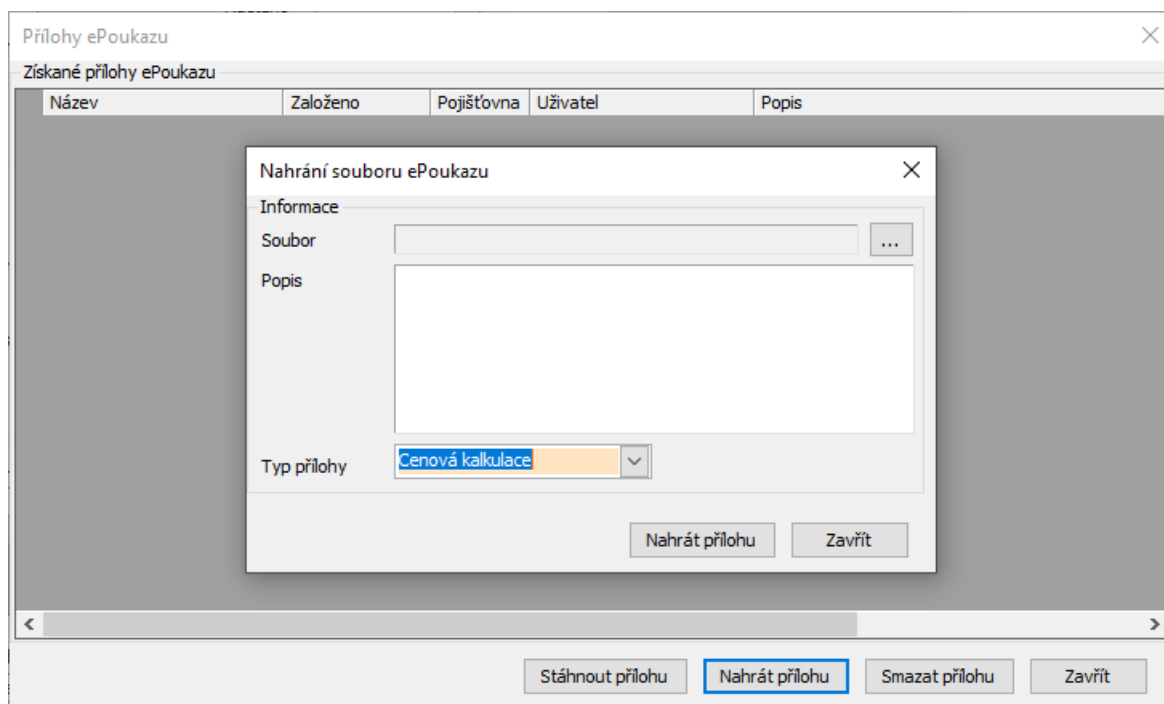 Přílohy ePoukazu
Získané přílohy ePoukazu
Název Založeno Pojišťovna Uživatel Popis
Nahrání souboru ePoukazu
Informace
Soubor ...
Popis
Typ přílohy Cenová kalkulace
Nahrát přílohu Zavřít
Stáhnout přílohu Nahrát přílohu Smazat přílohu Zavřít